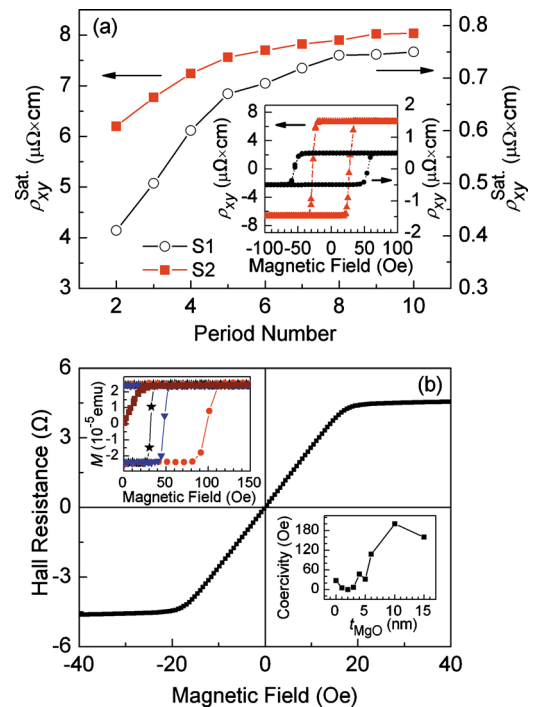 (a)
8
7
6
5
4
3
Sat. ρxy (μΩ×cm)
0.8
0.7
0.6
0.5
0.4
0.3
Sat. ρxy (μΩ×cm)
2 4 6 8 10
Period Number
S1
S2
8
4
0
-4
-8
ρxy (μΩ×cm)
2
1
0
-1
-2
ρxy (μΩ×cm)
-100 -50 0 50 100
Magnetic Field (Oe)
(b)
6
3
0
-3
-6
Hall Resistance (Ω)
-40 -20 0 20 40
Magnetic Field (Oe)
2
1
0
-1
-2
M (10⁻⁵ emu)
0 50 100 150
Magnetic Field (Oe)
180
120
60
0
Coercivity (Oe)
0 5 10 15
tMgO (nm)